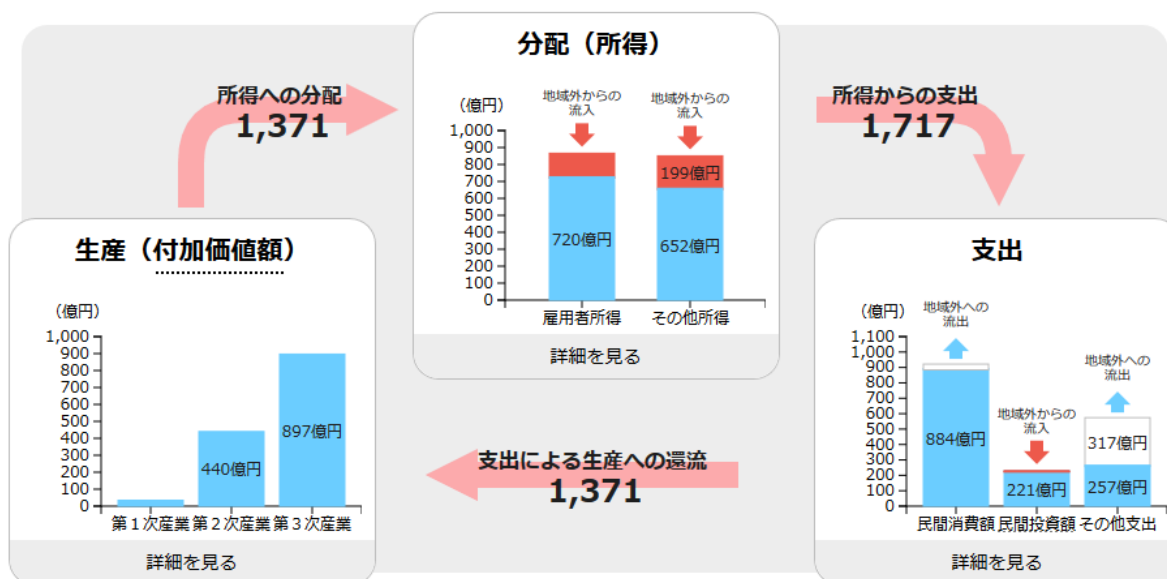 分配（所得）
所得への分配
1,371
（億円）
地域外からの
流入
地域外からの
流入
1,000
900
800
700
600
500
400
300
200
100
0
199億円
720億円
652億円
雇用者所得
その他所得
詳細を見る
所得からの支出
1,717
生産（付加価値額）
（億円）
1,000
900
800
700
600
500
400
300
200
100
0
440億円
897億円
第１次産業
第２次産業
第３次産業
詳細を見る
支出による生産への還流
1,371
支出
（億円）
地域外への
流出
地域外への
流出
地域外からの
流入
1,100
1,000
900
800
700
600
500
400
300
200
100
0
884億円
221億円
317億円
257億円
民間消費額
民間投資額
その他支出
詳細を見る